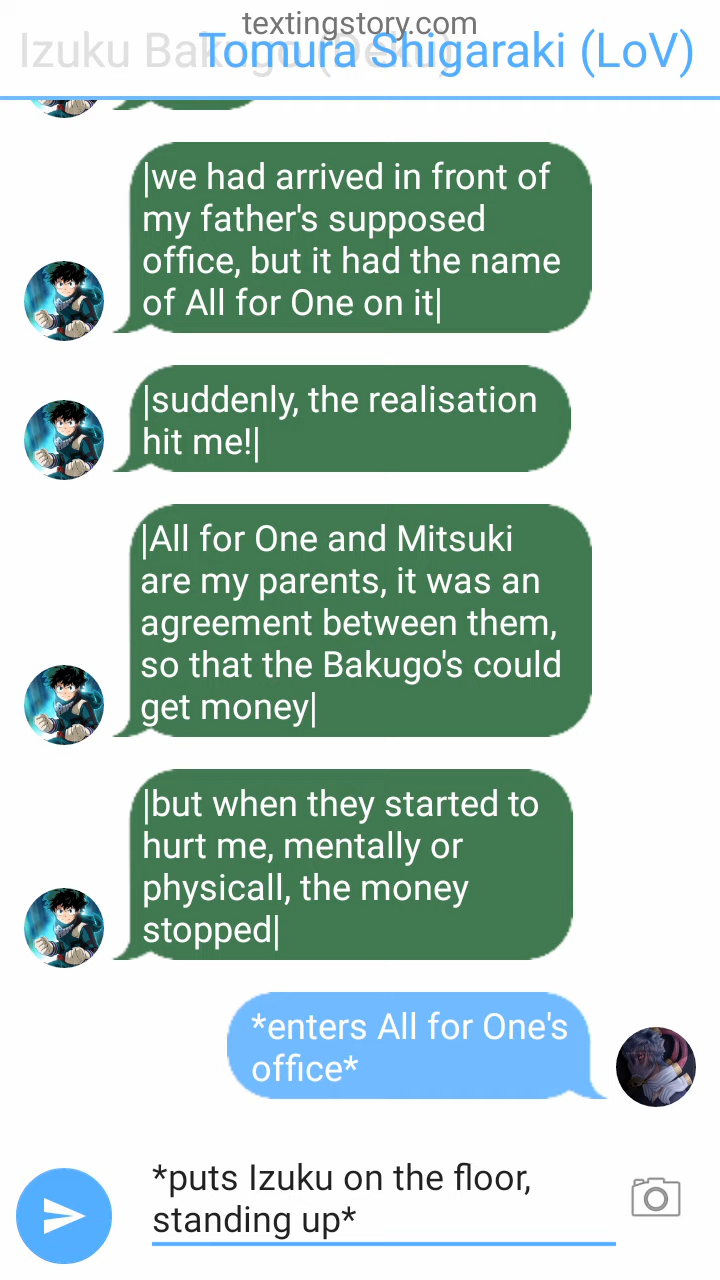 textingstory.com
Izuku Bakugo (Deku)
Tomura Shigaraki (LoV)
|we had arrived in front of
my father's supposed
office, but it had the name
of All for One on it|
|suddenly, the realisation
hit me!|
|All for One and Mitsuki
are my parents, it was an
agreement between them,
so that the Bakugo's could
get money|
|but when they started to
hurt me, mentally or
physicall, the money
stopped|
*enters All for One's
office*
*puts Izuku on the floor,
standing up*